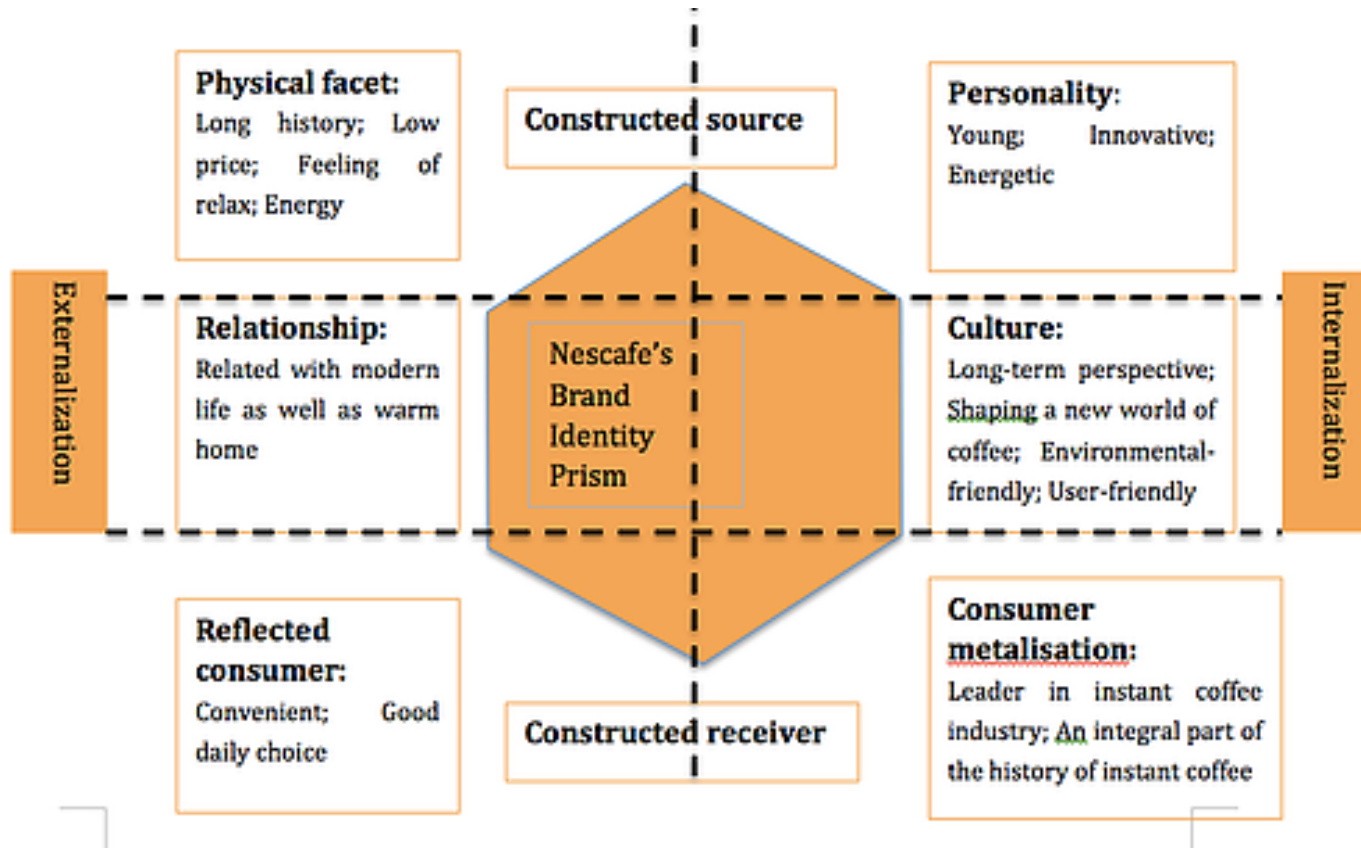 Physical facet:
Long history; Low
price; Feeling of
relax; Energy
Constructed source
Personality:
Young; Innovative;
Energetic
Externalization
Relationship:
Related with modern
life as well as warm
home
Nescafe's
Brand
Identity
Prism
Culture:
Long-term perspective;
Shaping a new world of
coffee; Environmental-
friendly; User-friendly
Internalization
Reflected
consumer:
Convenient; Good
daily choice
Constructed receiver
Consumer
metalisation:
Leader in instant coffee
industry; An integral part of
the history of instant coffee